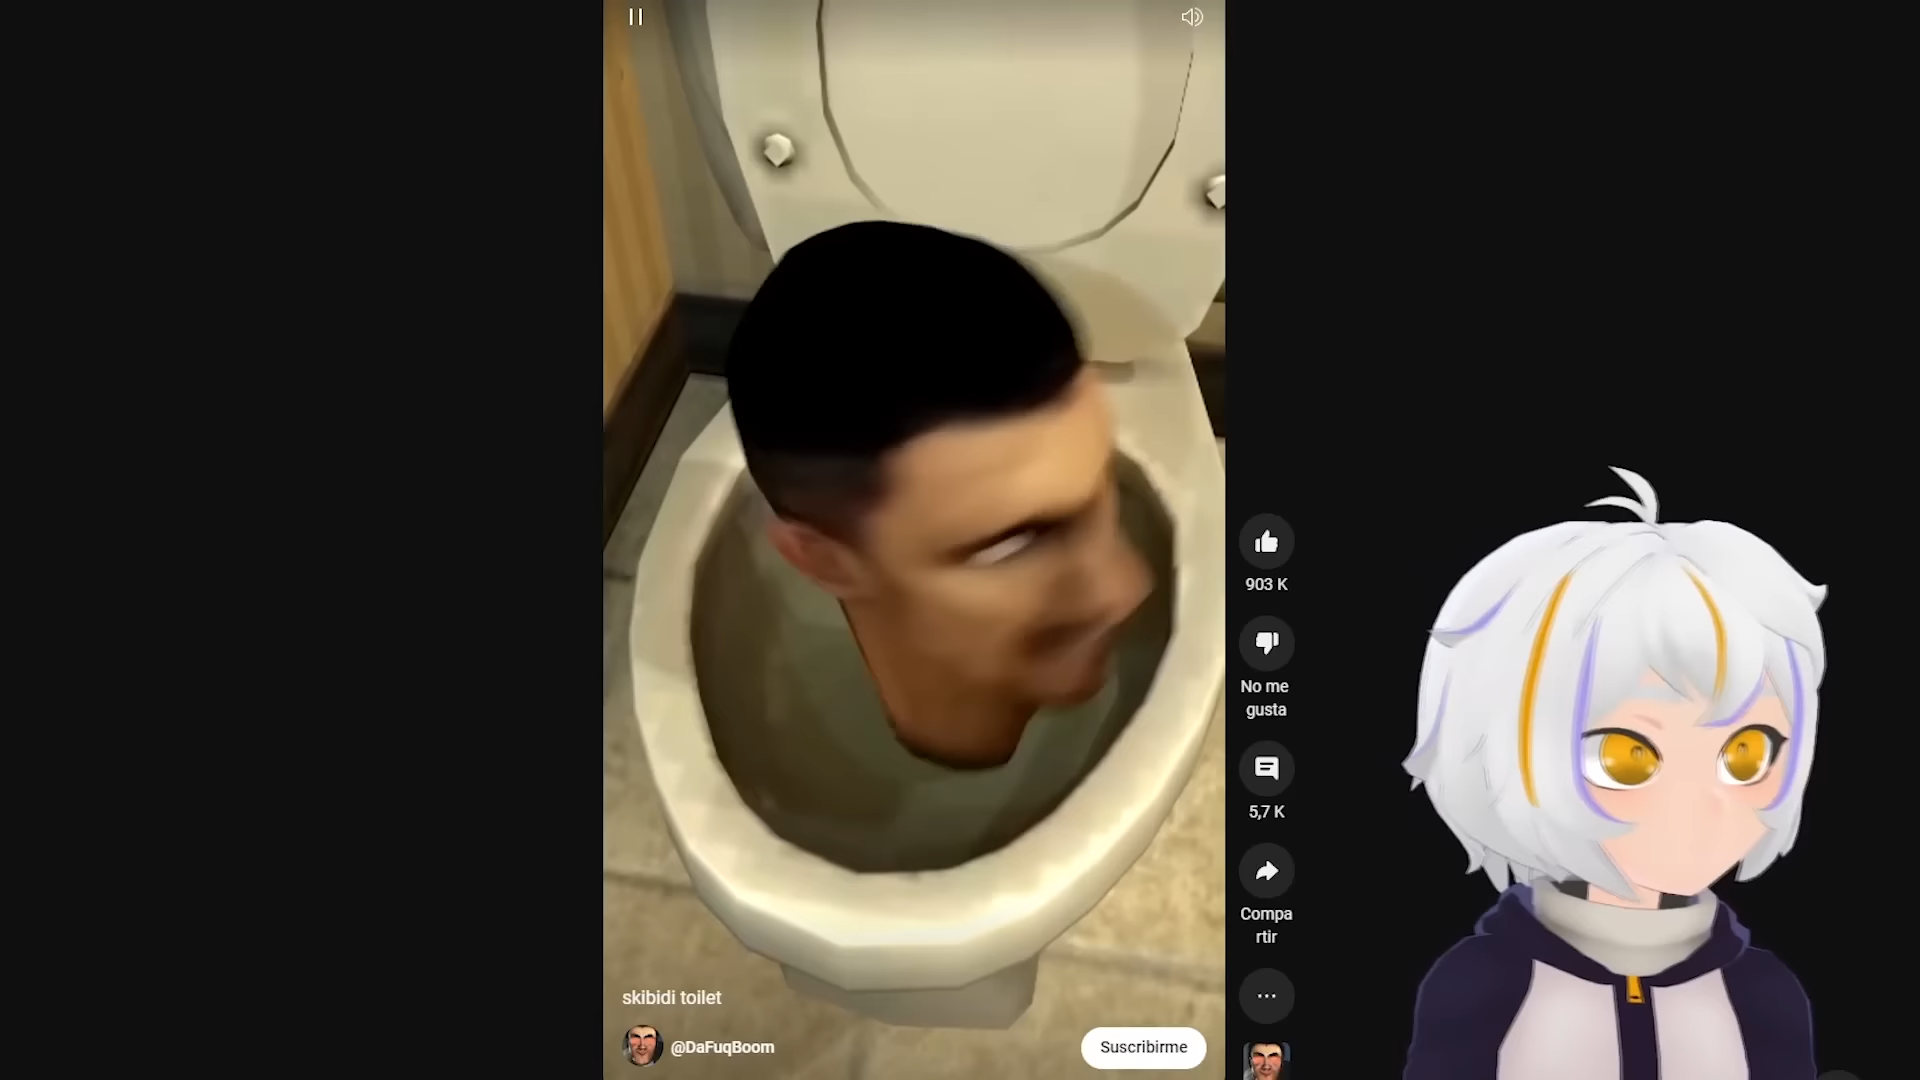 903 K
No me
gusta
5,7 K
Compa
rtir
skibidi toilet
@DaFuqBoom
Suscribirme